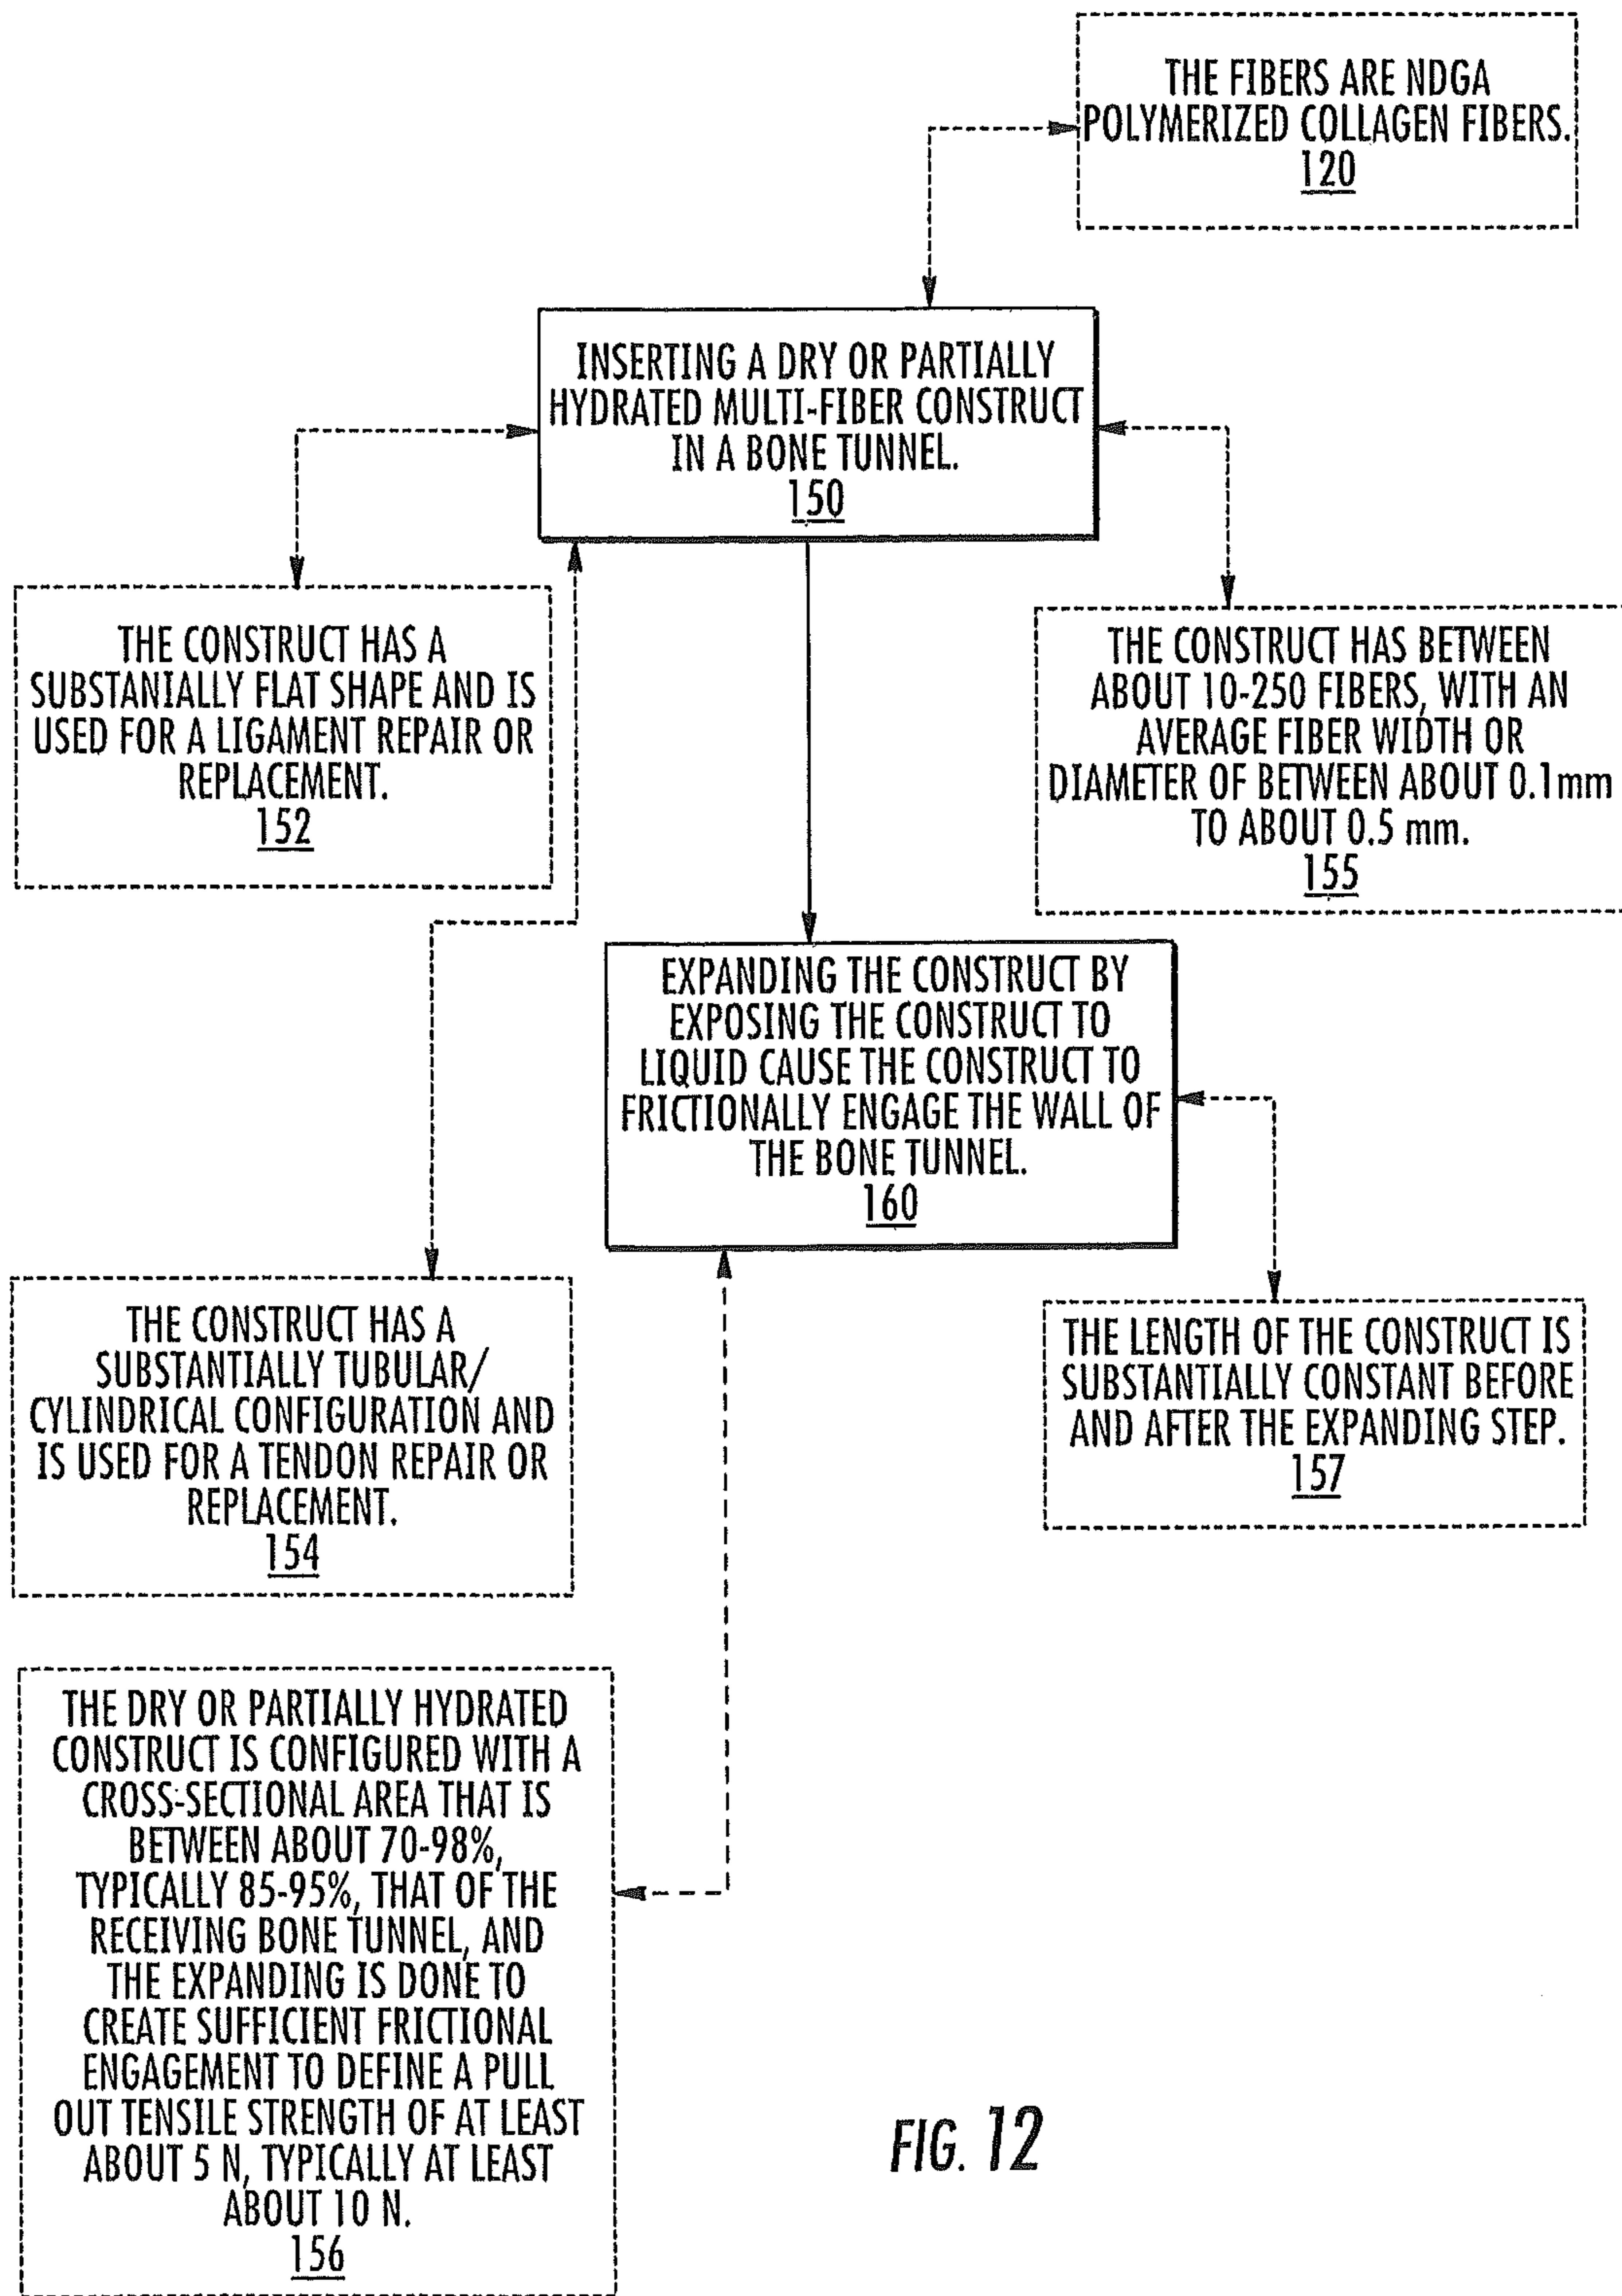 THE FIBERS ARE NDGA
POLYMERIZED COLLAGEN FIBERS.
120
INSERTING A DRY OR PARTIALLY
HYDRATED MULTI-FIBER CONSTRUCT
IN A BONE TUNNEL.
150
THE CONSTRUCT HAS A
SUBSTANIALLY FLAT SHAPE AND IS
USED FOR A LIGAMENT REPAIR OR
REPLACEMENT.
152
THE CONSTRUCT HAS BETWEEN
ABOUT 10-250 FIBERS, WITH AN
AVERAGE FIBER WIDTH OR
DIAMETER OF BETWEEN ABOUT 0.1mm
TO ABOUT 0.5 mm.
155
EXPANDING THE CONSTRUCT BY
EXPOSING THE CONSTRUCT TO
LIQUID CAUSE THE CONSTRUCT TO
FRICTIONALLY ENGAGE THE WALL OF
THE BONE TUNNEL.
160
THE CONSTRUCT HAS A
SUBSTANTIALLY TUBULAR/
CYLINDRICAL CONFIGURATION AND
IS USED FOR A TENDON REPAIR OR
REPLACEMENT.
154
THE LENGTH OF THE CONSTRUCT IS
SUBSTANTIALLY CONSTANT BEFORE
AND AFTER THE EXPANDING STEP.
157
THE DRY OR PARTIALLY HYDRATED
CONSTRUCT IS CONFIGURED WITH A
CROSS-SECTIONAL AREA THAT IS
BETWEEN ABOUT 70-98%,
TYPICALLY 85-95%, THAT OF THE
RECEIVING BONE TUNNEL, AND
THE EXPANDING IS DONE TO
CREATE SUFFICIENT FRICTIONAL
ENGAGEMENT TO DEFINE A PULL
OUT TENSILE STRENGTH OF AT LEAST
ABOUT 5 N, TYPICALLY AT LEAST
ABOUT 10 N.
156
FIG. 12